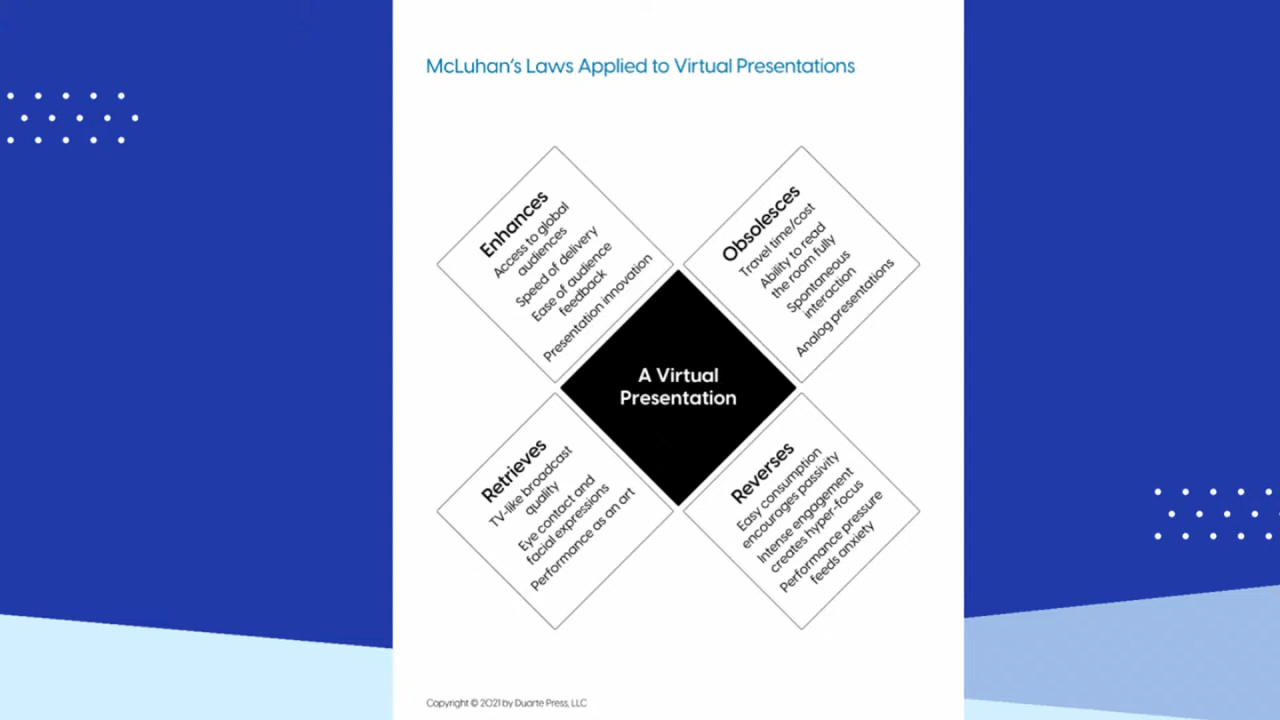 McLuhan's Laws Applied to Virtual Presentations
Enhances
Access to global
audiences
Speed of delivery
Ease of audience
feedback
Presentation innovation
Obsolesces
Travel time/cost
Ability to read
the room fully
Spontaneous
interaction
Analog presentations
A Virtual
Presentation
Retrieves
TV-like broadcast
quality
Eye contact and
facial expressions
Performance as an art
Reverses
Easy consumption
encourages passivity
Intense engagement
creates hyper-focus
Performance pressure
feeds anxiety
Copyright © 2021 by Duarte Press, LLC